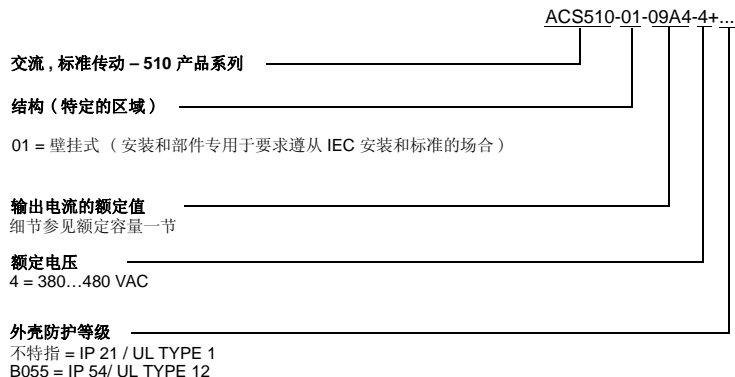 ACS510-01-09A4-4+...
交流 , 标准传动 – 510 产品系列
结构 ( 特定的区域 )
01 = 壁挂式 （ 安装和部件专用于要求遵从 IEC 安装和标准的场合 ）
输出电流的额定值
细节参见额定容量一节
额定电压
4 = 380…480 VAC
外壳防护等级
不特指 = IP 21 / UL TYPE 1
B055 = IP 54/ UL TYPE 12